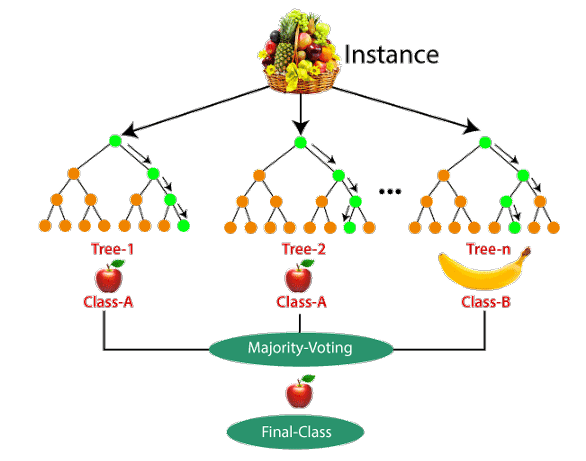 Instance
...
Tree-1
Tree-2
Tree-n
Class-A
Class-A
Class-B
Majority-Voting
Final-Class